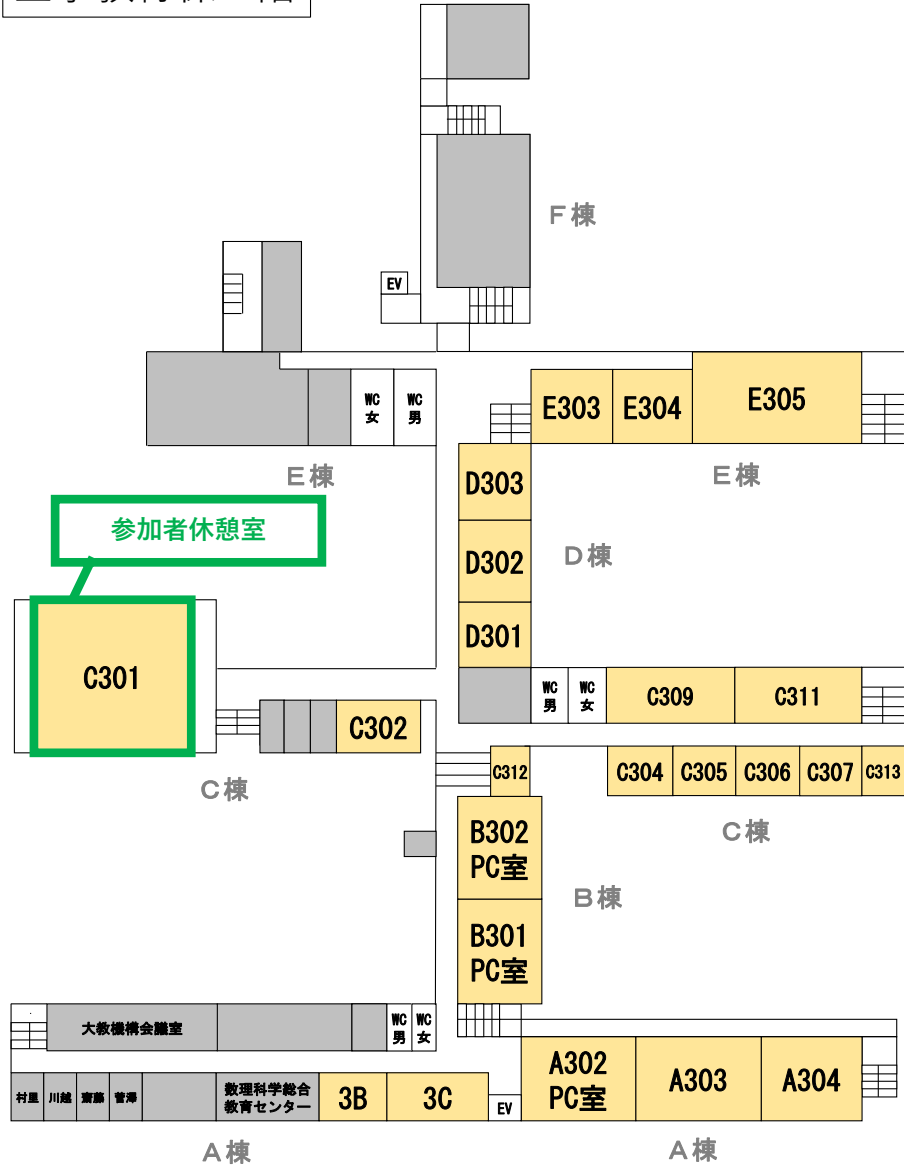 F棟
EV
WC
女
WC
男
E303
E304
E305
E棟
E棟
D303
参加者休憩室
D302
D棟
D301
C301
WC
男
WC
女
C309
C311
C302
C312
C304
C305
C306
C307
C313
C棟
C棟
B302
PC室
B棟
B301
PC室
大教機構会議室
WC
男
WC
女
A302
PC室
A303
A304
村里
川越
齋藤
菅澤
数理科学総合
教育センター
3B
3C
EV
A棟
A棟